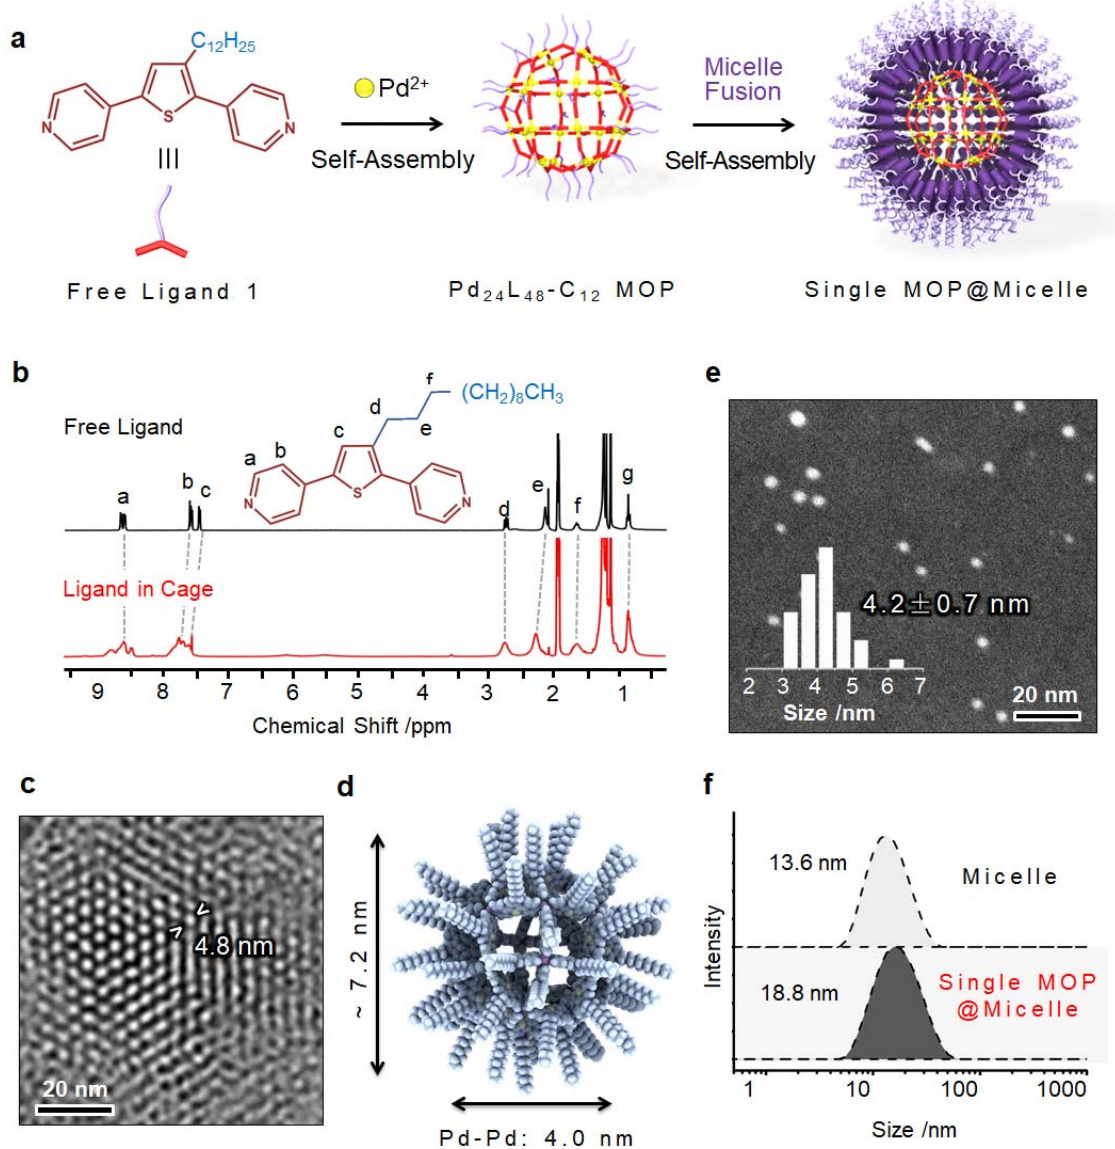 a
C₁₂H₂₅
N
S
N
Free Ligand 1
Pd²⁺
Self-Assembly
Pd₂₄L₄₈-C₁₂ MOP
Micelle
Fusion
Self-Assembly
Single MOP@Micelle
b
Free Ligand
f
(CH₂)₈CH₃
d
e
c
b
a
N
S
N
a
b
c
d
e
f
g
Ligand in Cage
9 8 7 6 5 4 3 2 1
Chemical Shift /ppm
e
4.2±0.7 nm
2 3 4 5 6 7
Size /nm
20 nm
c
4.8 nm
20 nm
d
~ 7.2 nm
Pd-Pd: 4.0 nm
f
13.6 nm
Micelle
18.8 nm
Single MOP
@Micelle
Intensity
1 10 100 1000
Size /nm